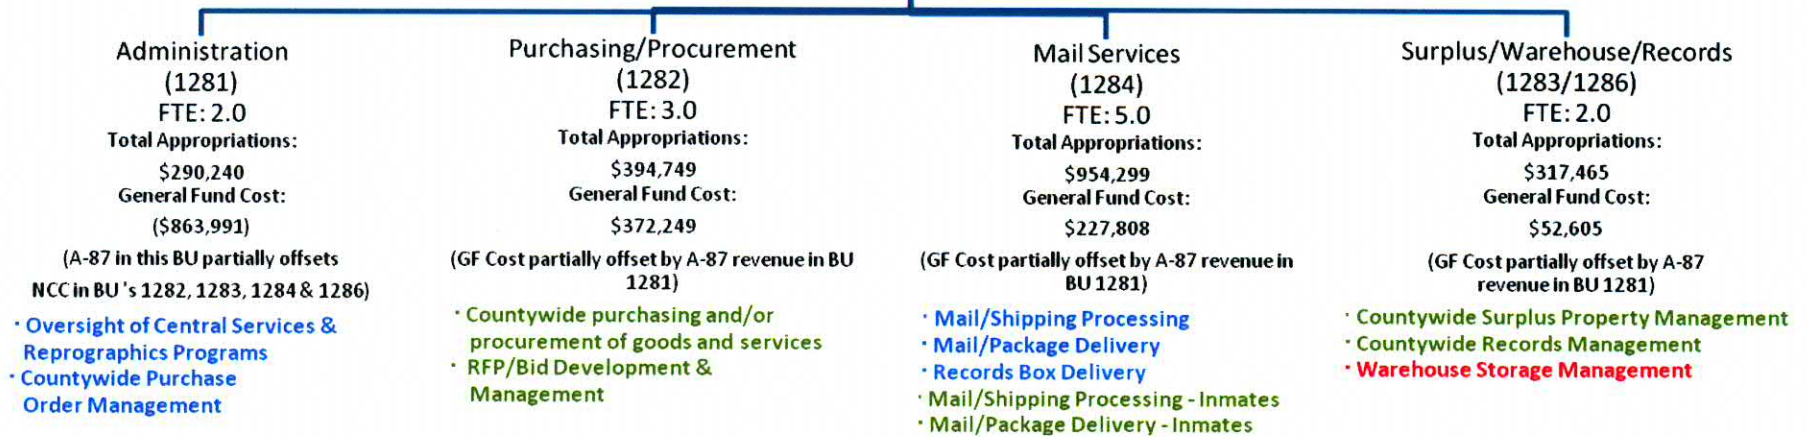 Administration
(1281)
FTE: 2.0
Total Appropriations:
$290,240
General Fund Cost:
($863,991)
(A-87 in this BU partially offsets
NCC in BU 's 1282, 1283, 1284 & 1286)
· Oversight of Central Services &
Reprographics Programs
· Countywide Purchase
Order Management
Purchasing/Procurement
(1282)
FTE: 3.0
Total Appropriations:
$394,749
General Fund Cost:
$372,249
(GF Cost partially offset by A-87 revenue in BU
1281)
· Countywide purchasing and/or
procurement of goods and services
· RFP/Bid Development &
Management
Mail Services
(1284)
FTE: 5.0
Total Appropriations:
$954,299
General Fund Cost:
$227,808
(GF Cost partially offset by A-87 revenue in
BU 1281)
· Mail/Shipping Processing
· Mail/Package Delivery
· Records Box Delivery
· Mail/Shipping Processing - Inmates
· Mail/Package Delivery - Inmates
Surplus/Warehouse/Records
(1283/1286)
FTE: 2.0
Total Appropriations:
$317,465
General Fund Cost:
$52,605
(GF Cost partially offset by A-87
revenue in BU 1281)
· Countywide Surplus Property Management
· Countywide Records Management
· Warehouse Storage Management